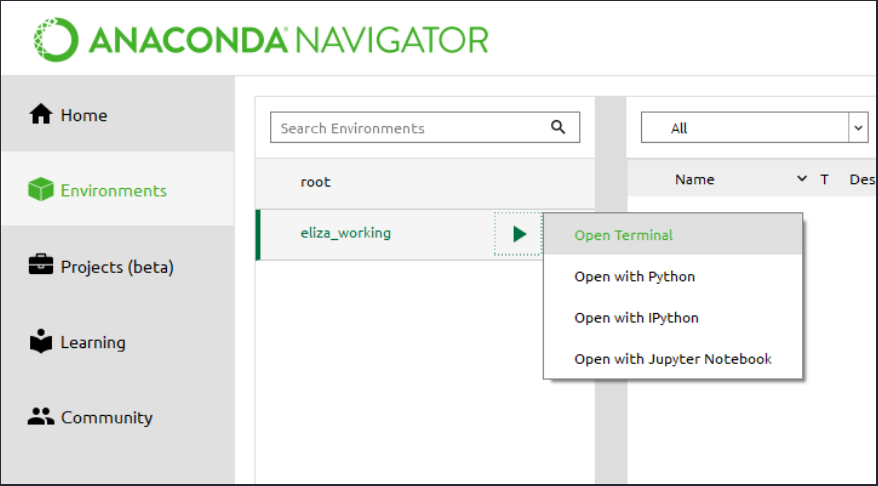 ANACONDA NAVIGATOR
Home
Environments
Projects (beta)
Learning
Community
Search Environments
root
eliza_working
Open Terminal
Open with Python
Open with IPython
Open with Jupyter Notebook
All
Name T Des